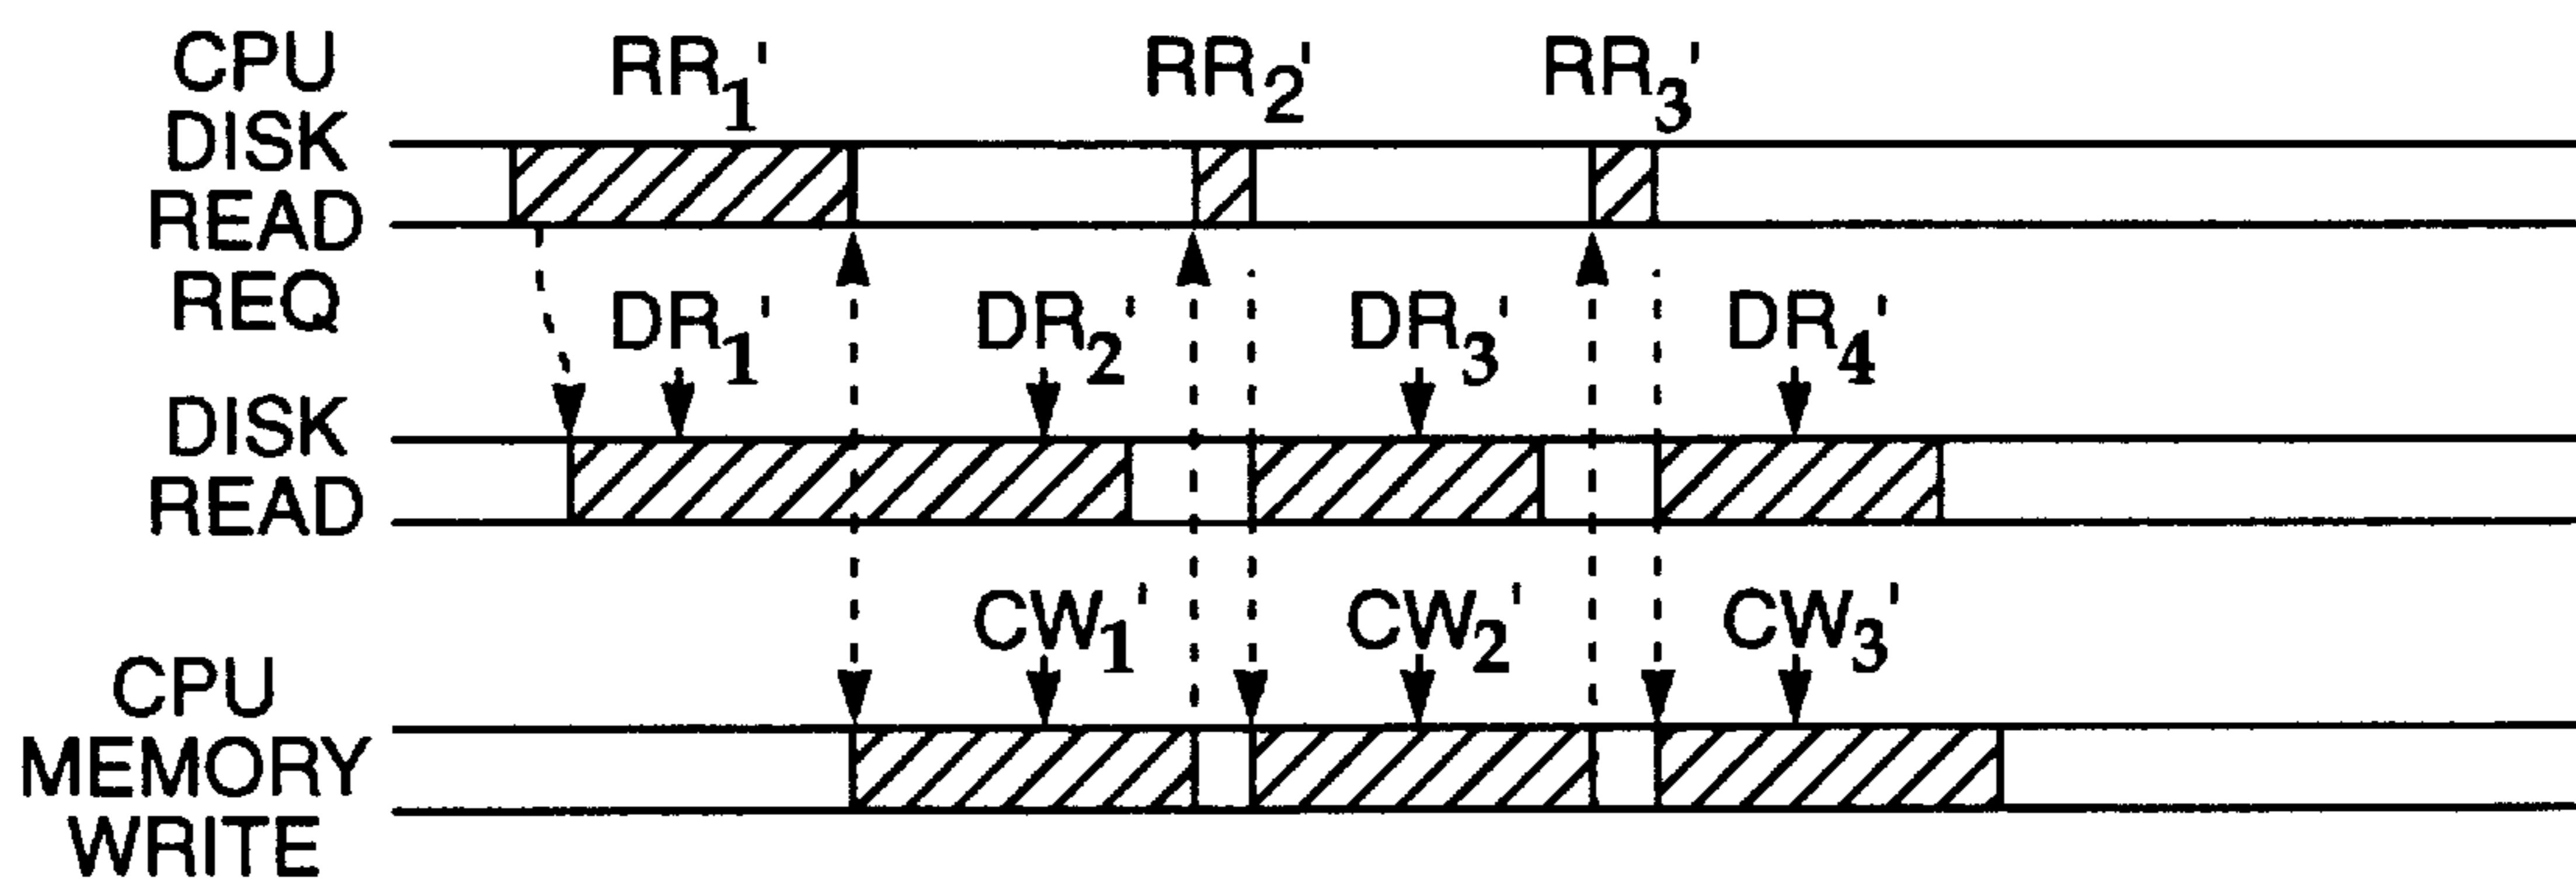 CPU
DISK
READ
REQ
RR₁' RR₂' RR₃'
DR₁' DR₂' DR₃' DR₄'
DISK
READ
CW₁' CW₂' CW₃'
CPU
MEMORY
WRITE